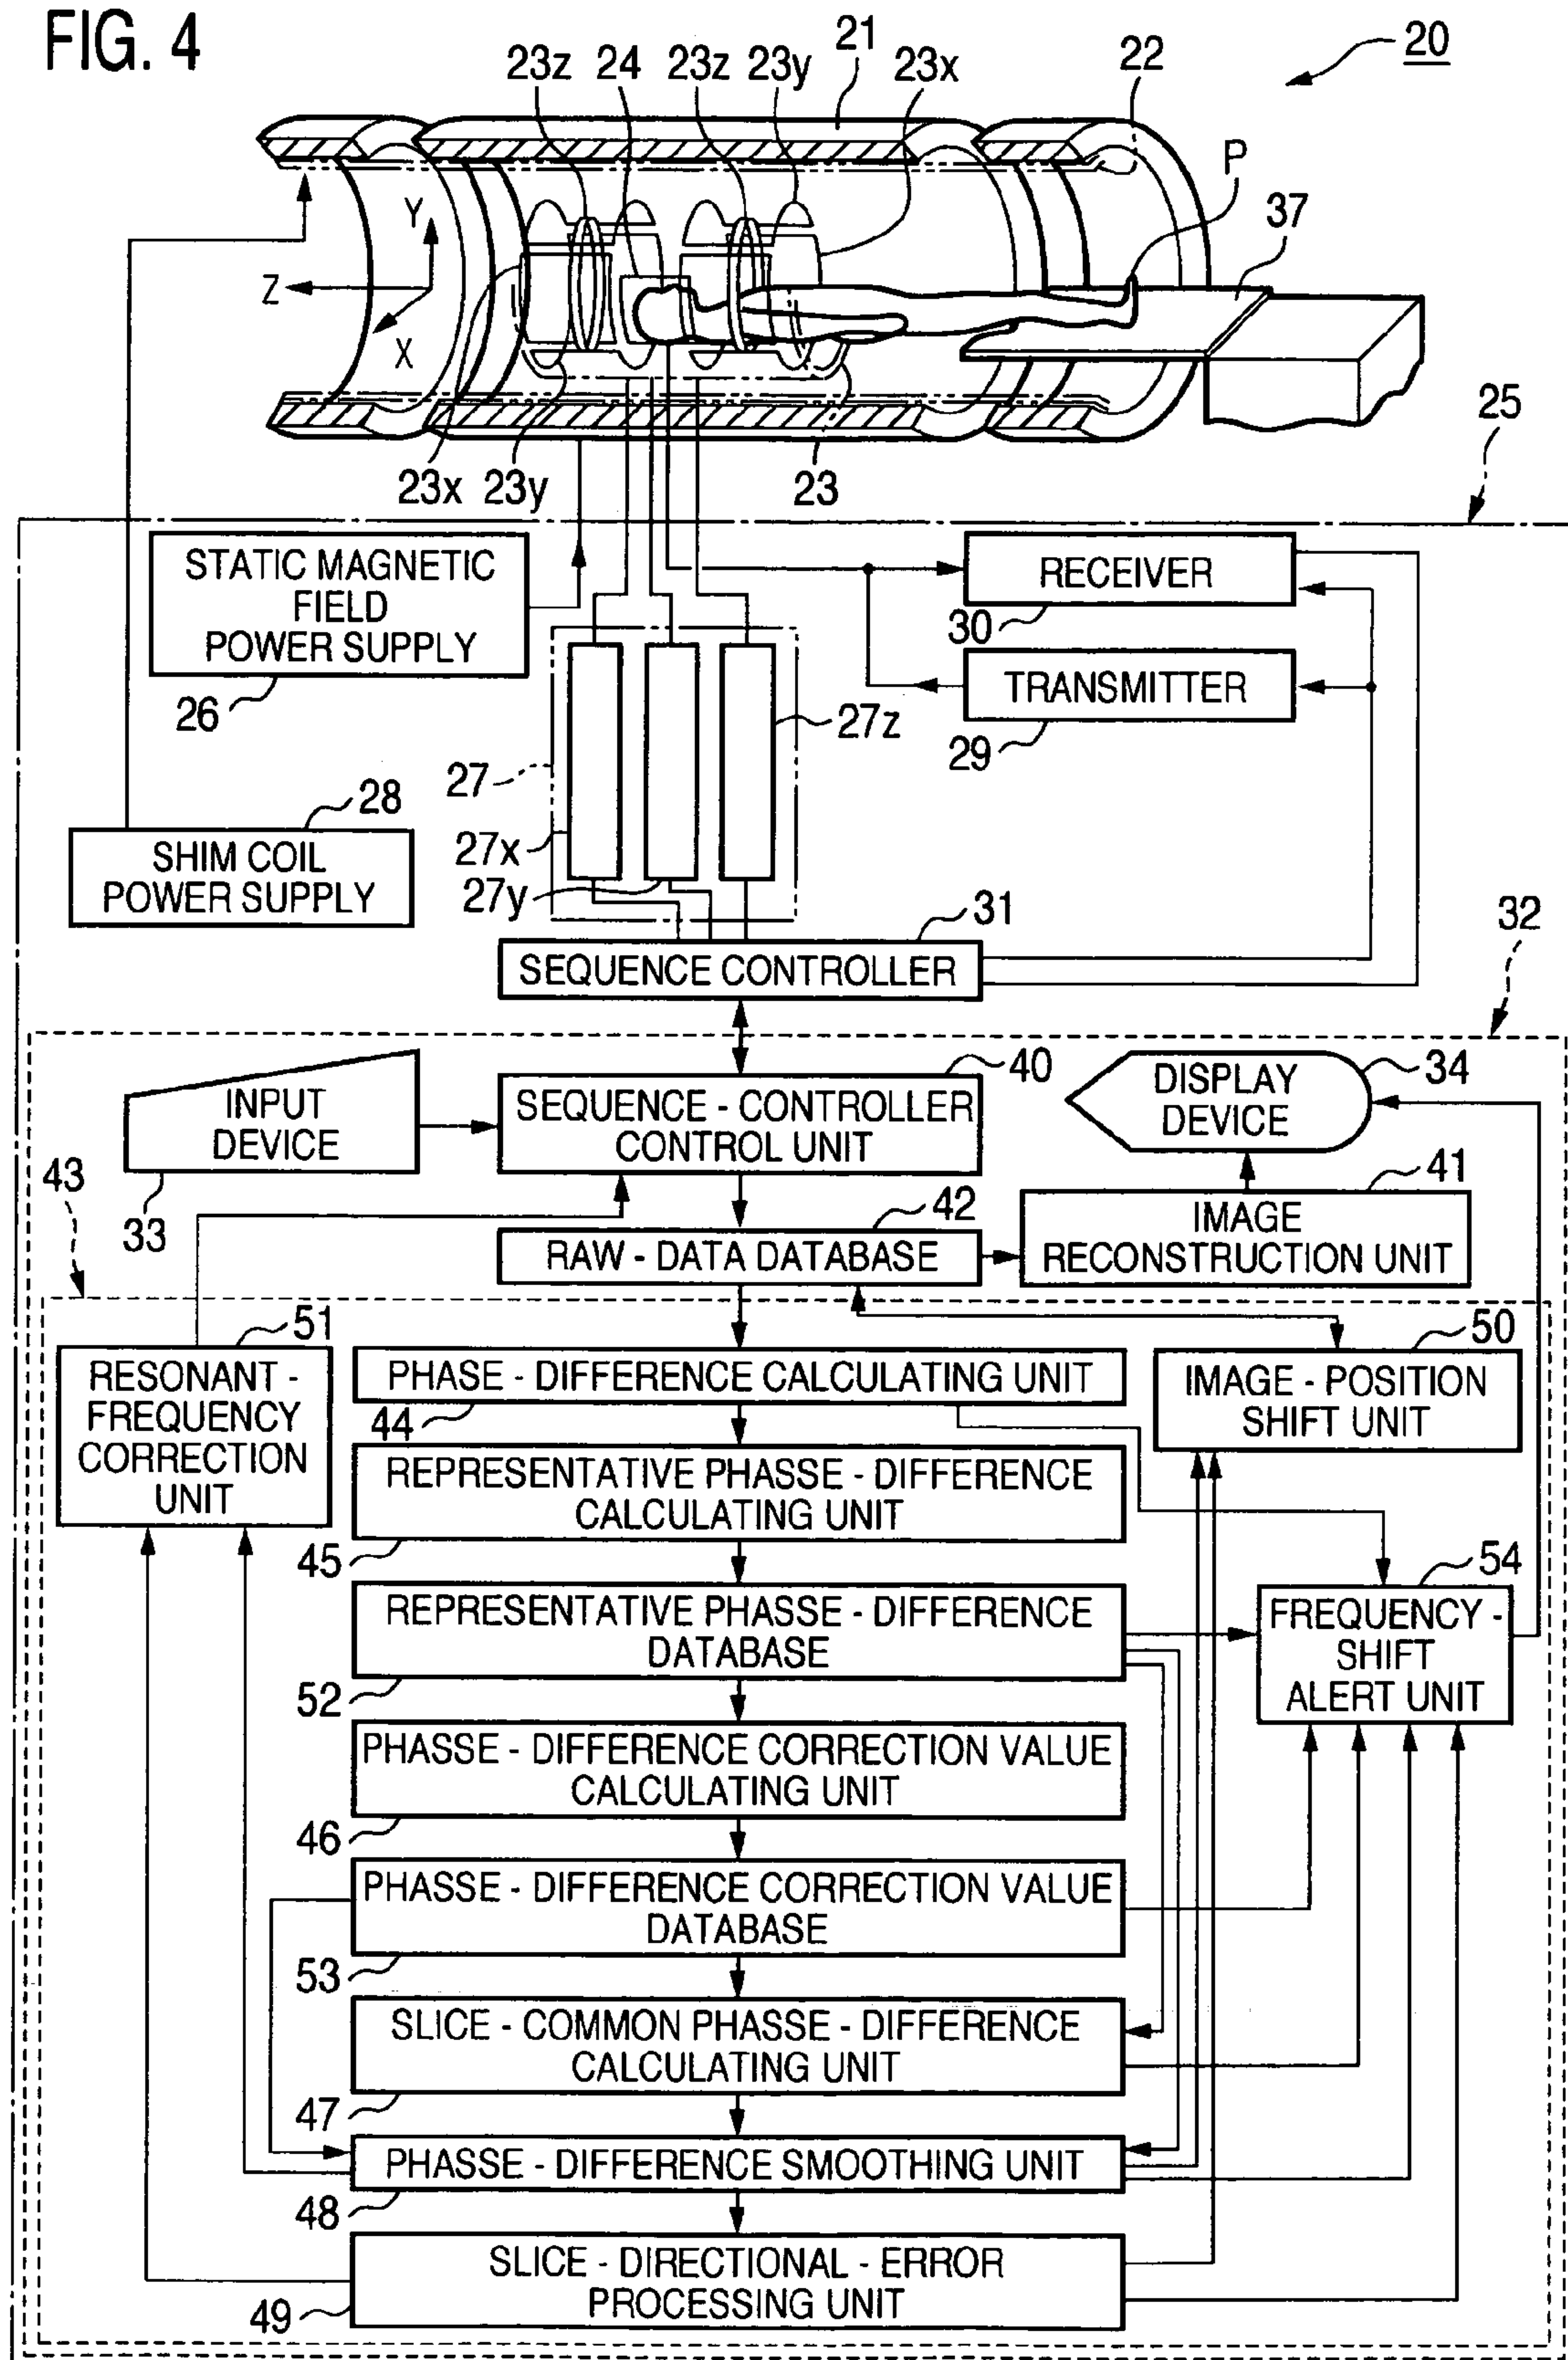 FIG. 4
23z 24 23z 23y 21 23x 22 20
P
37
Y
Z
X
23x 23y 23
25
STATIC MAGNETIC
FIELD
POWER SUPPLY
26
RECEIVER
30
TRANSMITTER
29
27z
27
27x
27y
28
SHIM COIL
POWER SUPPLY
31
SEQUENCE CONTROLLER
32
INPUT
DEVICE
33
40
SEQUENCE - CONTROLLER
CONTROL UNIT
DISPLAY
DEVICE
34
43
42
RAW - DATA DATABASE
41
IMAGE
RECONSTRUCTION UNIT
51
RESONANT -
FREQUENCY
CORRECTION
UNIT
PHASE - DIFFERENCE CALCULATING UNIT
44
50
IMAGE - POSITION
SHIFT UNIT
REPRESENTATIVE PHASSE - DIFFERENCE
CALCULATING UNIT
45
54
FREQUENCY -
SHIFT
ALERT UNIT
REPRESENTATIVE PHASSE - DIFFERENCE
DATABASE
52
PHASSE - DIFFERENCE CORRECTION VALUE
CALCULATING UNIT
46
PHASSE - DIFFERENCE CORRECTION VALUE
DATABASE
53
SLICE - COMMON PHASSE - DIFFERENCE
CALCULATING UNIT
47
PHASSE - DIFFERENCE SMOOTHING UNIT
48
SLICE - DIRECTIONAL - ERROR
PROCESSING UNIT
49